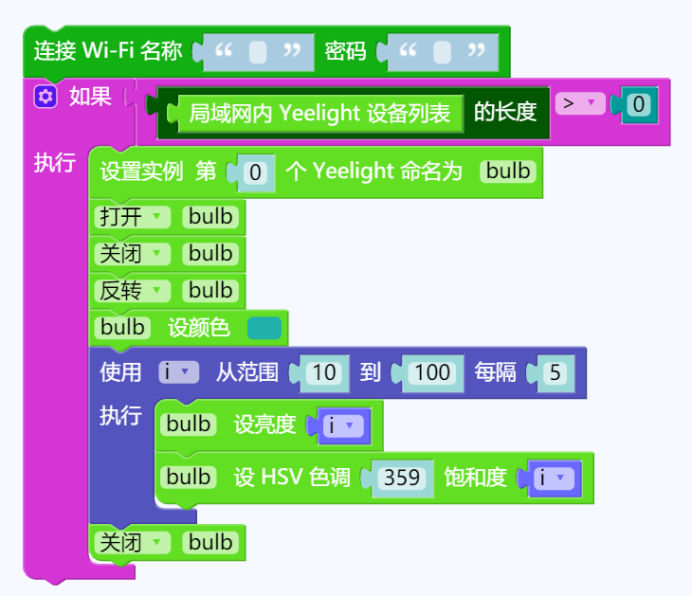 连接 Wi-Fi 名称 “ ” 密码 “ ”
如果 局域网内 Yeelight 设备列表 的长度 > 0
执行 设置实例 第 0 个 Yeelight 命名为 bulb
打开 bulb
关闭 bulb
反转 bulb
bulb 设颜色
使用 i 从范围 10 到 100 每隔 5
执行 bulb 设亮度 i
bulb 设 HSV 色调 359 饱和度 i
关闭 bulb